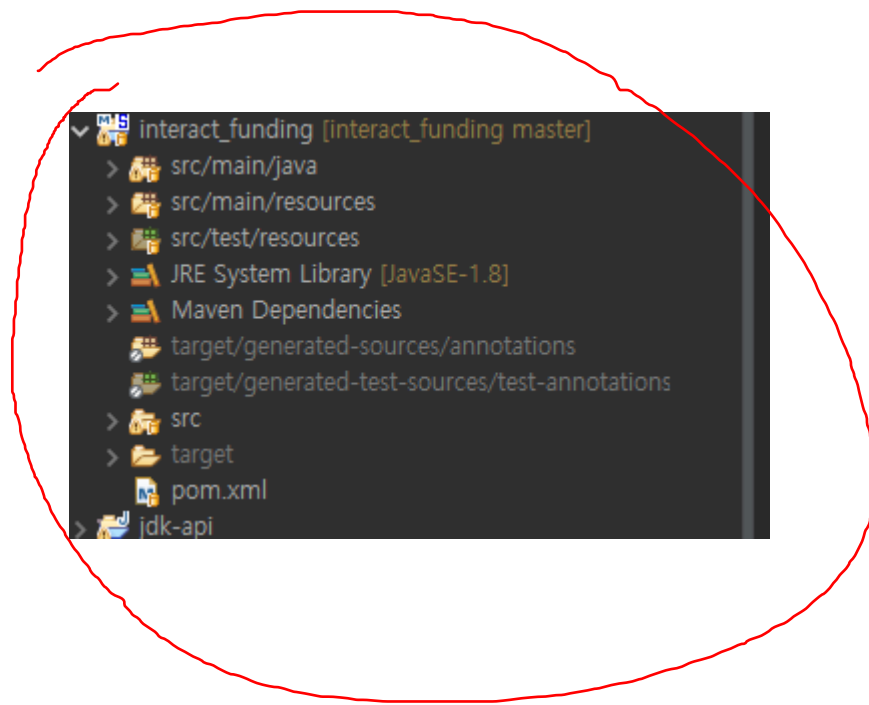 interact_funding [interact_funding master]
src/main/java
src/main/resources
src/test/resources
JRE System Library [JavaSE-1.8]
Maven Dependencies
target/generated-sources/annotations
target/generated-test-sources/test-annotations
src
target
pom.xml
jdk-api